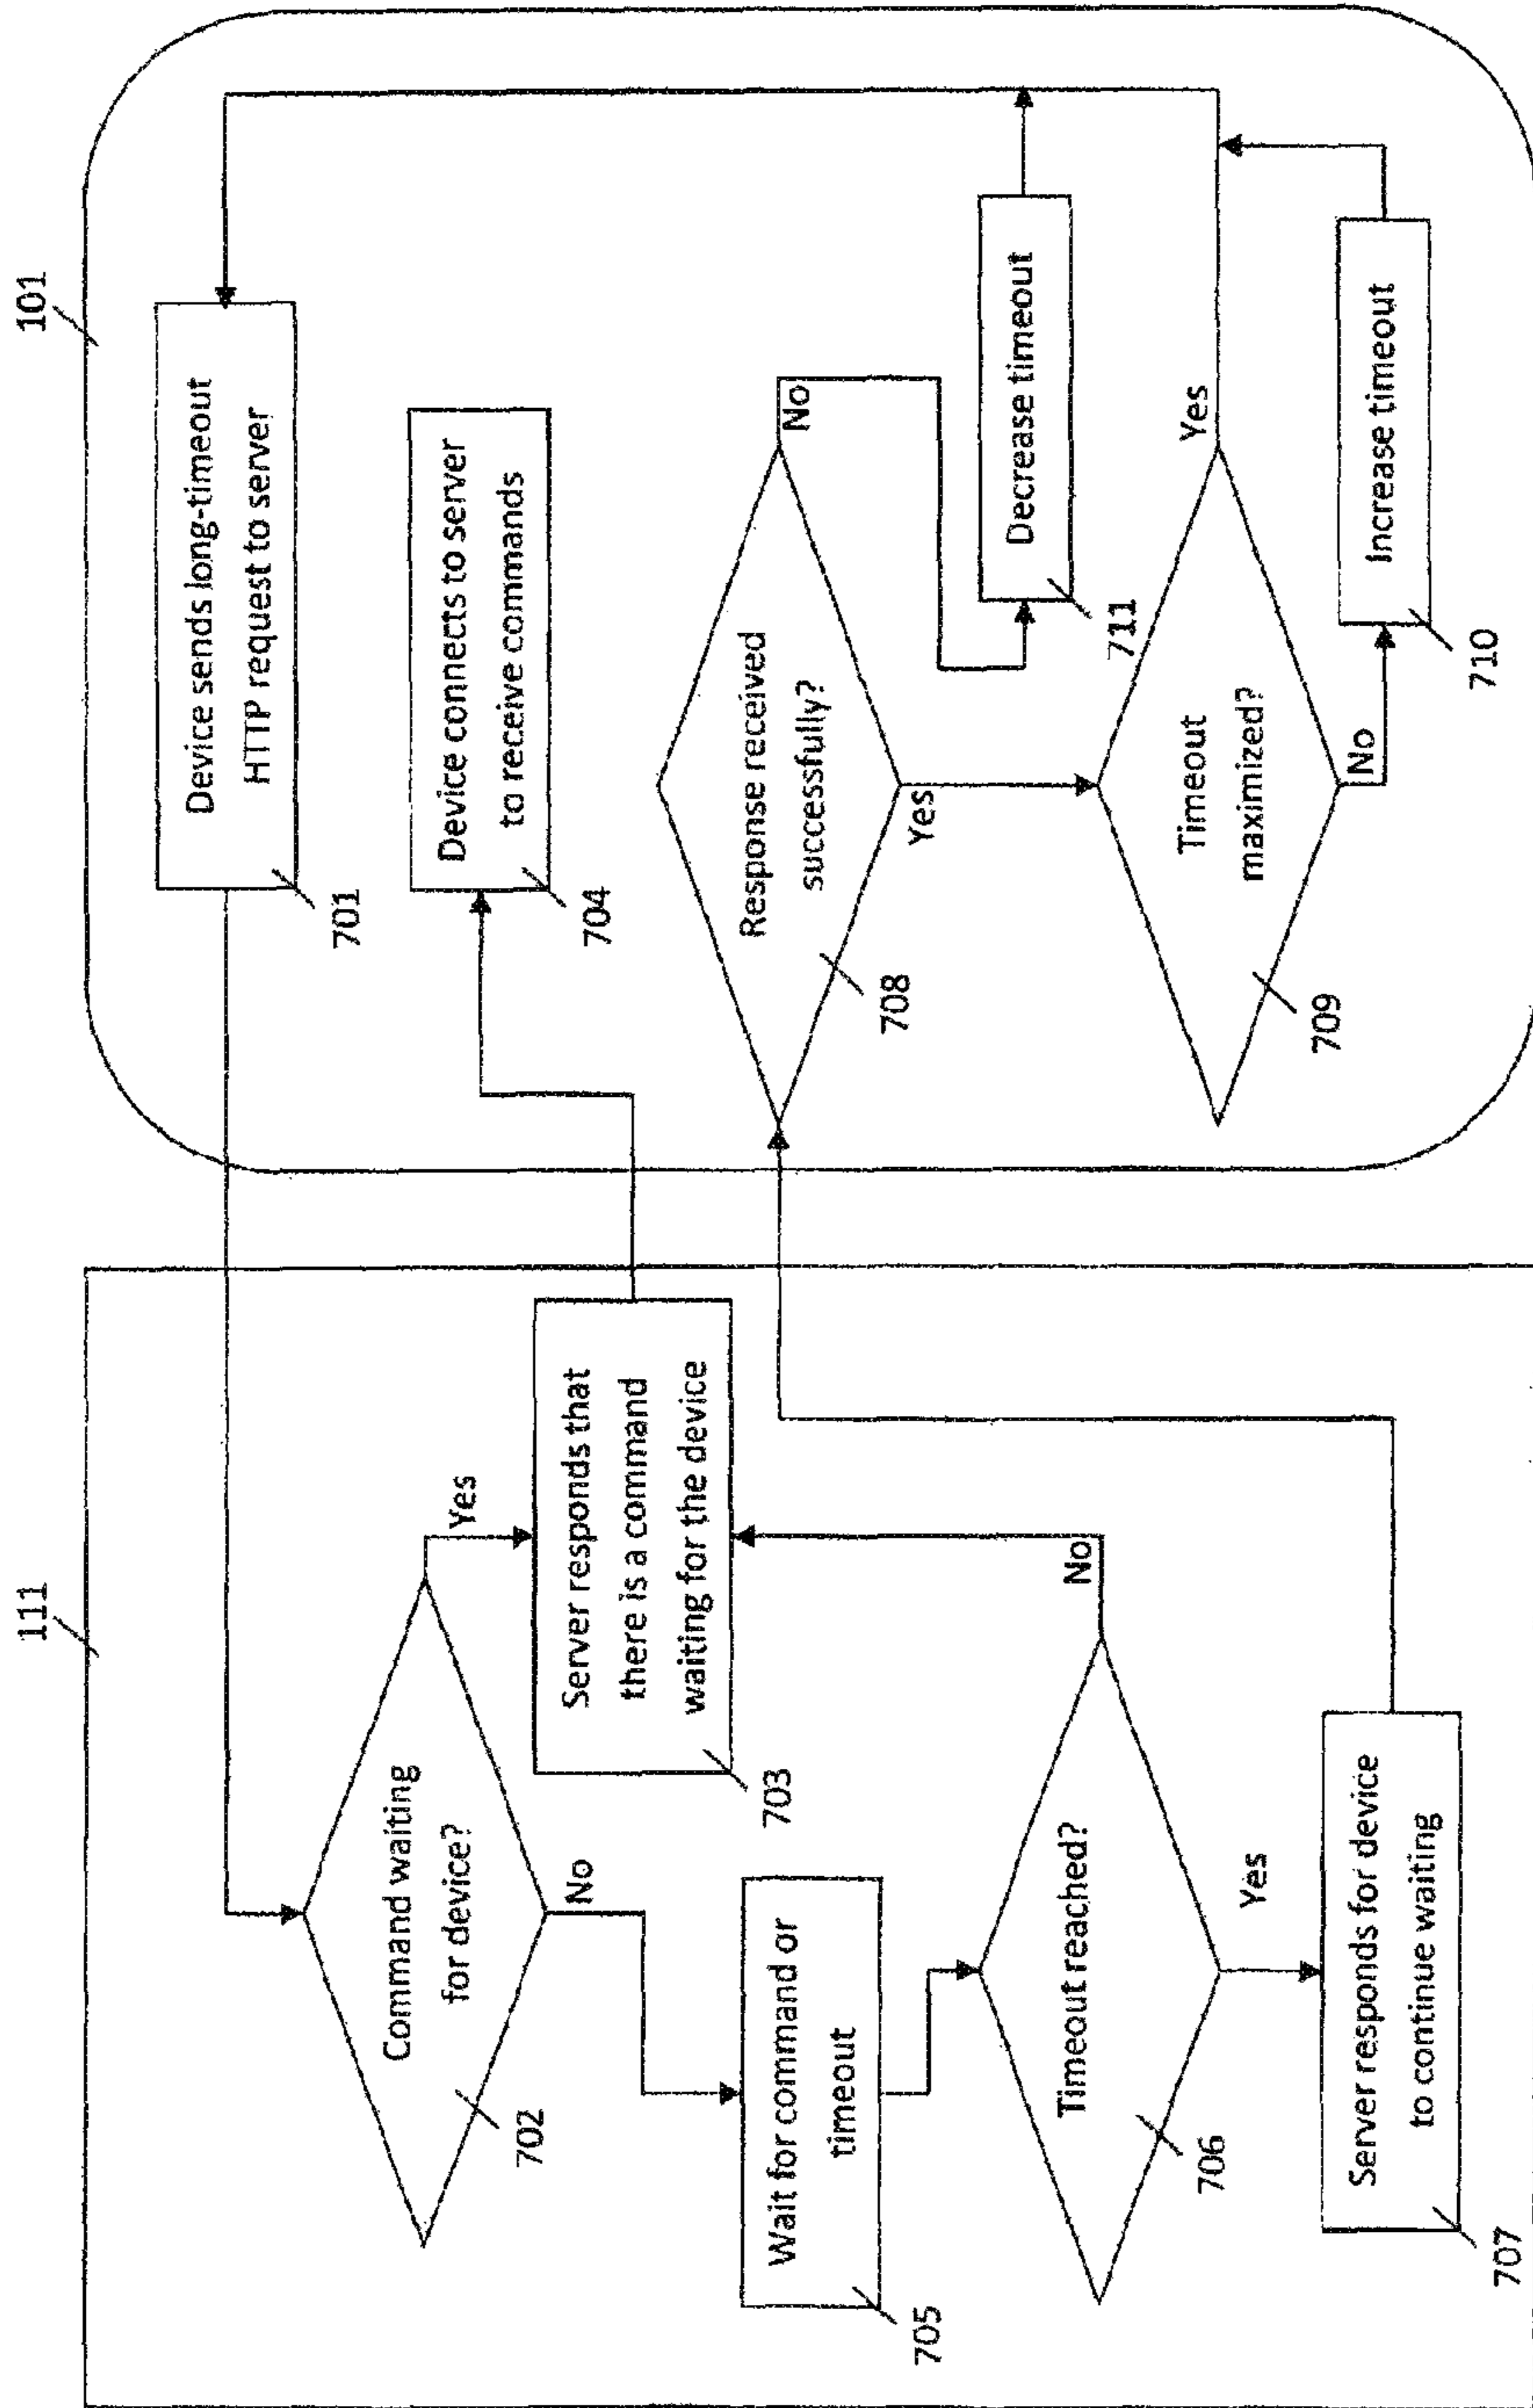 111
101
Device sends long-timeout
HTTP request to server
701
Command waiting
for device?
702
Yes
No
Server responds that
there is a command
waiting for the device
703
Device connects to server
to receive commands
704
Wait for command or
timeout
705
Timeout reached?
706
No
Yes
Server responds for device
to continue waiting
707
Response received
successfully?
708
No
Yes
Decrease timeout
711
Timeout
maximized?
709
Yes
No
Increase timeout
710